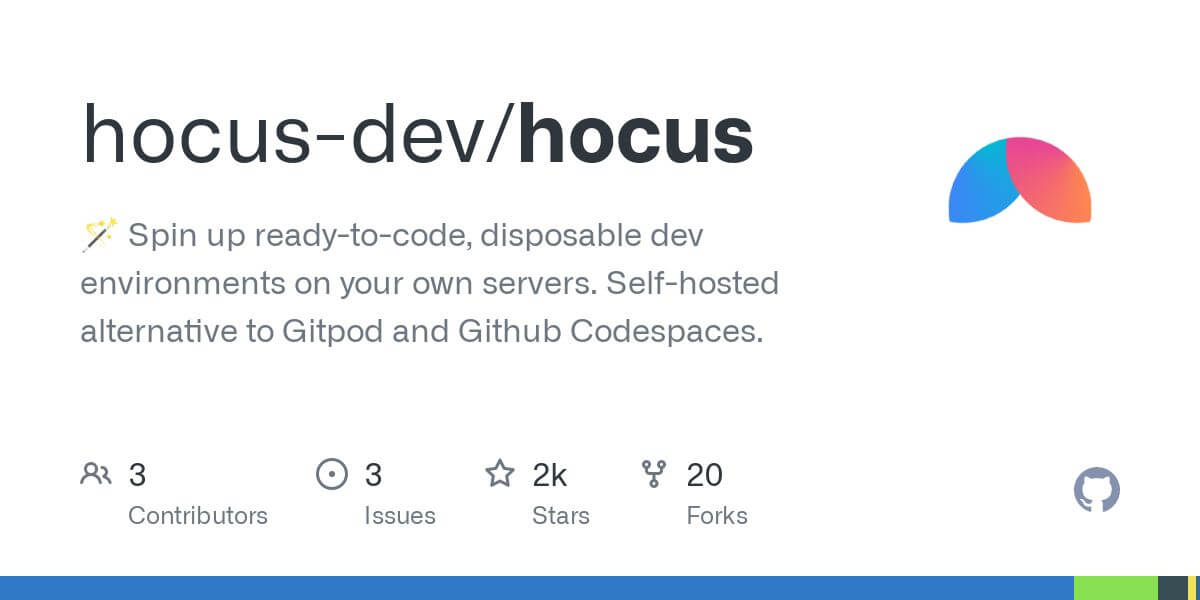 hocus-dev/hocus
🪄 Spin up ready-to-code, disposable dev
environments on your own servers. Self-hosted
alternative to Gitpod and Github Codespaces.
3 3 2k 20
Contributors Issues Stars Forks